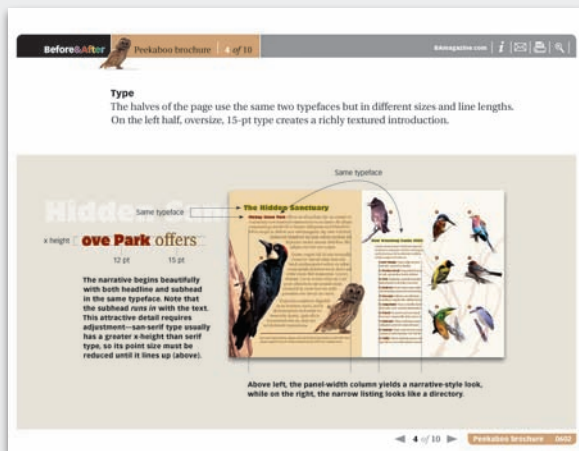 Before&After
Peekaboo brochure
4 of 10
BAmagazine.com
i
Type
The halves of the page use the same two typefaces but in different sizes and line lengths.
On the left half, oversize, 15-pt type creates a richly textured introduction.
Same typeface
Hidden San
Same typeface
The Hidden Sanctuary
x height
ove Park offers
12 pt
15 pt
The narrative begins beautifully
with both headline and subhead
in the same typeface. Note that
the subhead runs in with the text.
This attractive detail requires
adjustment—san-serif type usually
has a greater x-height than serif
type, so its point size must be
reduced until it lines up (above).
Above left, the panel-width column yields a narrative-style look,
while on the right, the narrow listing looks like a directory.
4 of 10
Peekaboo brochure
0602